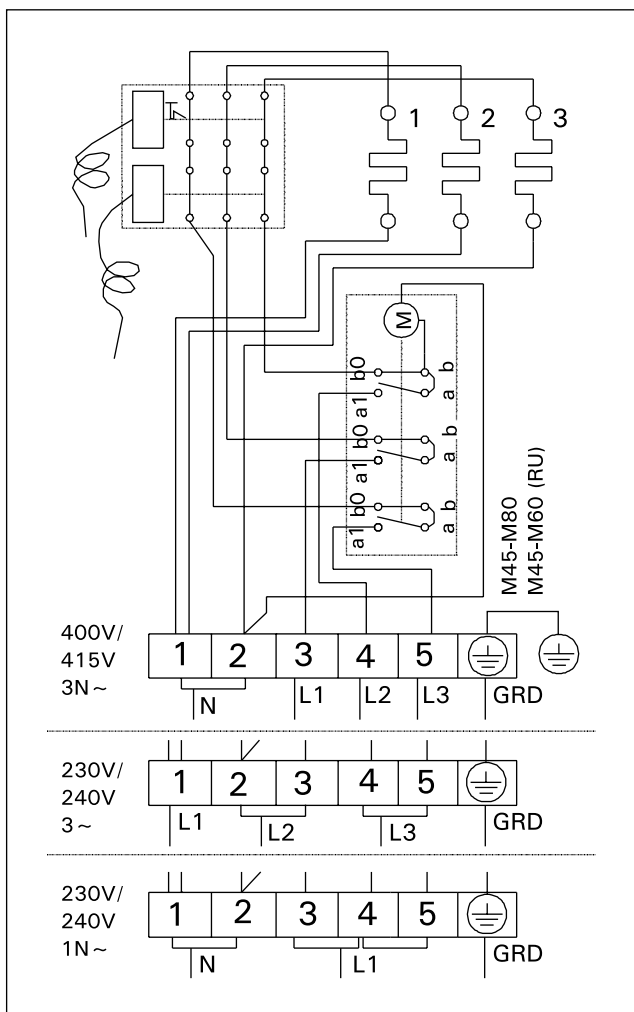 1 2 3
M
b0 b
a1 a
b0 b
a1 a
b0 b
a1 a
M45-M80
M45-M60 (RU)
400V/
415V
3N~
1 2 3 4 5
N L1 L2 L3 GRD
230V/
240V
3~
1 2 3 4 5
L1 L2 L3 GRD
230V/
240V
1N~
1 2 3 4 5
N L1 GRD